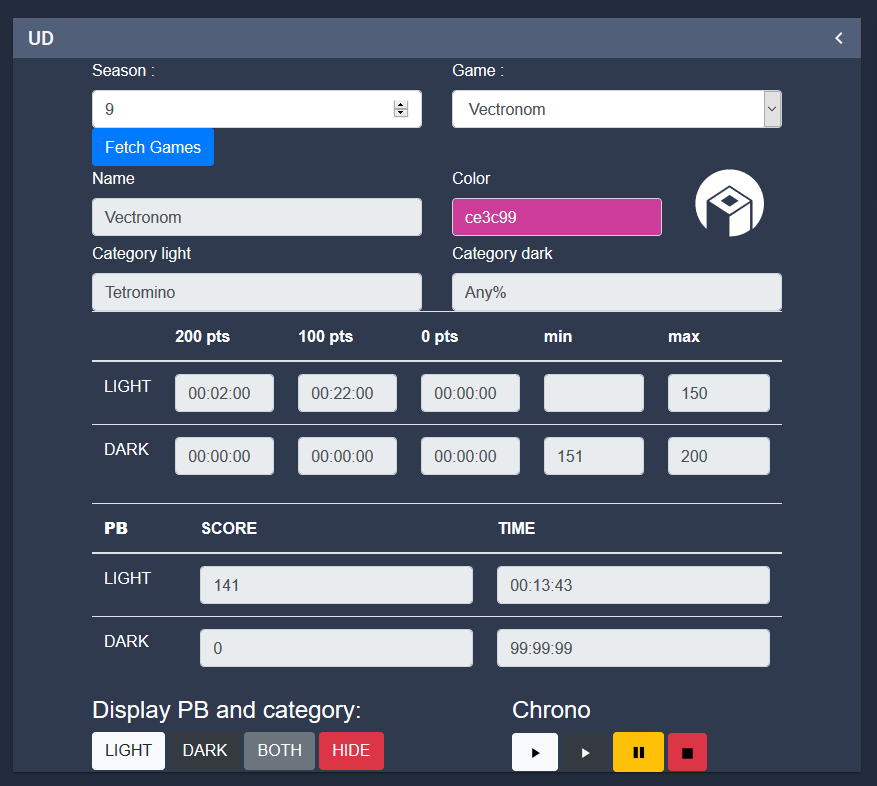 UD
Season : Game :
9 Vectronom
Fetch Games
Name Color
Vectronom ce3c99
Category light Category dark
Tetromino Any%
200 pts 100 pts 0 pts min max
LIGHT 00:02:00 00:22:00 00:00:00 150
DARK 00:00:00 00:00:00 00:00:00 151 200
PB SCORE TIME
LIGHT 141 00:13:43
DARK 0 99:99:99
Display PB and category: Chrono
LIGHT DARK BOTH HIDE